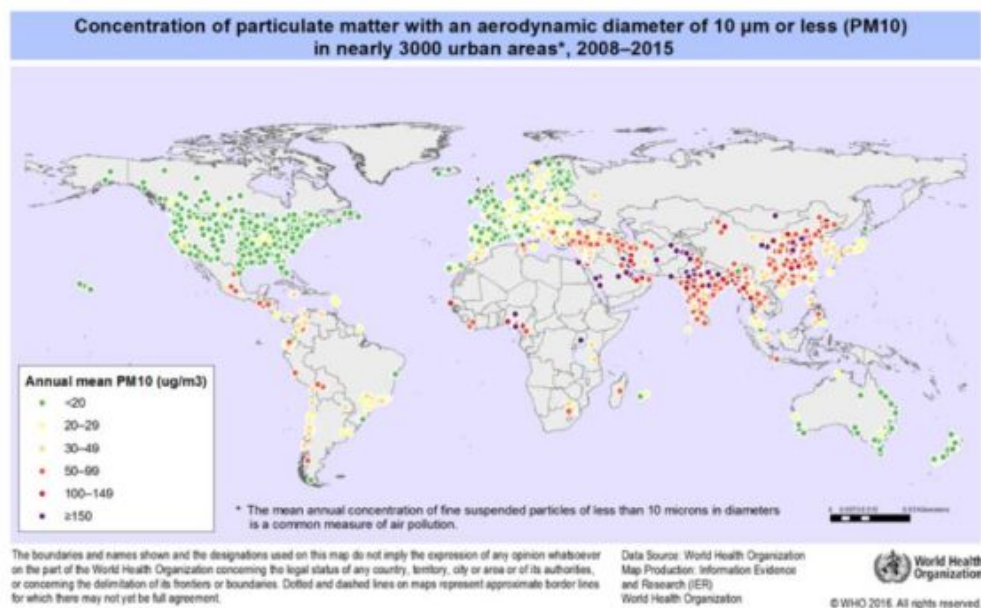 Concentration of particulate matter with an aerodynamic diameter of 10 µm or less (PM10)
in nearly 3000 urban areas*, 2008–2015
Annual mean PM10 (ug/m3)
<20
20–29
30–49
50–99
100–149
≥150
* The mean annual concentration of fine suspended particles of less than 10 microns in diameters
is a common measure of air pollution.
The boundaries and names shown and the designations used on this map do not imply the expression of any opinion whatsoever
on the part of the World Health Organization concerning the legal status of any country, territory, city or area or of its authorities,
or concerning the delimitation of its frontiers or boundaries. Dotted and dashed lines on maps represent approximate border lines
for which there may not yet be full agreement.
Data Source: World Health Organization
Map Production: Information Evidence
and Research (IER)
World Health Organization
World Health
Organization
© WHO 2016. All rights reserved.